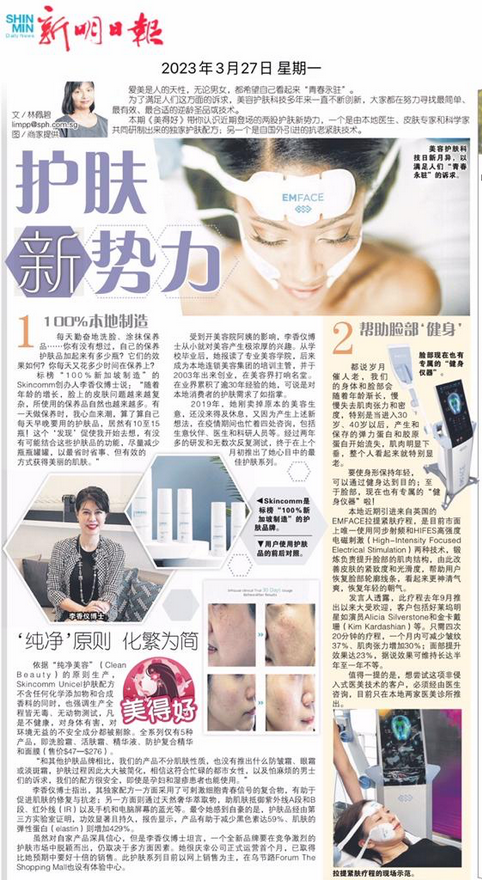 SHIN
MIN
Daily News
新明日報
2023年3月27日 星期一
文/林佩碧
limpp@sph.com.sg
图/商家提供
爱美是人的天性，无论男女，都希望自己看起来“青春永驻”。
为了满足人们这方面的诉求，美容护肤科技多年来一直不断创新，大家都在努力寻找最简单、
最有效、最合适的逆龄圣品或技术。
本期《美得好》带你认识近期登场的两股护肤新势力，一个是由本地医生、皮肤专家和科学家
共同研制出来的独家护肤配方；另一个是自国外引进的抗老紧肤技术。
美容护肤科
技日新月异，以
满足人们“青春
永驻”的诉求。
EMFACE
护肤
新势力
1 100%本地制造
每天勤奋地洗脸、涂抹保养
品……你有没有想过，自己的保养
护肤品加起来有多少瓶？它们的效
果如何？你每天又花多少时间在保养上？
标榜“100%新加坡制造”的
Skincomm创办人李香仪博士说：“随着
年龄的增长，脸上的皮肤问题越来越复
杂，所使用的保养品自然也越来越多。有
一天做保养时，我心血来潮，算了算自己
每天早晚要用的护肤品，居然有10至15
瓶！这个‘发现’促使我开始去想，有没
有可能结合这些护肤品的功能，尽量减少
瓶瓶罐罐，以最省时省事、但有效的
方式获得美丽的肌肤。”
受到开美容院阿姨的影响，李香仪博
士从小就对美容产生极浓厚的兴趣。从学
校毕业后，她报读了专业美容学院，后来
成为本地连锁美容集团的培训主管，并于
2003年出来创业，在美容界打响名堂。
在业界累积了逾30年经验的她，可说是对
本地消费者的护肤需求了如指掌。
2019年，她刚卖掉原本的美容生
意，还没来得及休息，又因为产生上述新
想法，在疫情期间也忙着四处咨询，包括
生意伙伴、医生和科研人员等。经过两年
多的研发和无数次反复测试，终于在上个
月初推出了她心目中的最
佳护肤系列。
◀Skincomm是
标榜“100%新
加坡制造”的护
肤品牌。
▼用户使用护肤
品的前后对照。
李香仪博士
‘纯净’原则 化繁为简
依据“纯净美容”（Clean
Beauty）的原则生产，
Skincomm Unicel护肤配方
不含任何化学添加物和合成
香料的同时，也强调生产全
程皆无毒、无动物测试，凡
是不健康，对身体有害，对
环境无益的不安全成分都被剔除。全系列仅有5种
产品，即洗脸霜、活肤霜、精华液、防护复合精华
和面膜（售价$47—$276）。
美得好
“和其他护肤品牌相比，我们的产品不分肌肤性质，也没有推出什么防皱霜、眼霜
或淡斑霜，护肤过程因此大大被简化，相信这符合忙碌的都市女性，以及怕麻烦的男士
们的诉求。我们的配方很安全，即使是孕妇和湿疹患者也能使用。”
李香仪博士指出，其独家配方一方面采用了可刺激细胞青春信号的复合物，有助于
促进肌肤的修复与抗老；另一方面则通过天然奢华萃取物，助肌肤抵御紫外线A段和B
段、红外线（IR）以及手机和电脑屏幕的蓝光等。最令她感到自豪的是，护肤品经由第
三方实验室证明，功效显著且持久，报告显示，产品有助于减少黑色素达59%、肌肤的
弹性蛋白（elastin）则增加429%。
虽然对自家产品深具信心，但是李香仪博士坦言，一个全新品牌要在竞争激烈的
护肤市场中脱颖而出，仍取决于多方面因素。她很庆幸公司正式运营首个月，已取得
比她预期中要好十倍的销售。此护肤系列目前以网上销售为主，在乌节路Forum The
Shopping Mall也设有体验中心。
2 帮助脸部‘健身’
脸部现在也有
专属的“健身
仪器”。
都说岁月
催人老，我们
的身体和脸部会
随着年龄渐长，慢
慢失去肌肉张力和密
度，特别是当进入30
岁、40岁以后，产生和
保存的弹力蛋白和胶原
蛋白开始流失，肌肉明显下
垂，整个人看起来就特别显
老。
要使身形保持年轻，
可以通过健身达到目的；至
于脸部，现在也有专属的“健
身仪器”啦！
本地近期引进来自英国的
EMFACE拉提紧肤疗程，是目前市面
上唯一使用同步射频和HIFES高强度
电磁刺激（High-Intensity Focused
Electrical Stimulation）两种技术，锻
炼负责提升脸部的肌肉结构，由此改
善皮肤的紧致度和光滑度，帮助用户
恢复脸部轮廓线条，看起来更神清气
爽，恢复年轻的朝气。
发言人透露，此疗程去年9月推
出以来大受欢迎，客户包括好莱坞明
星如演员Alicia Silverstone和金卡戴
珊（Kim Kardashian）等。只需四次
20分钟的疗程，一个月内可减少皱纹
37%，肌肉张力增加30%；面部提升
效果达23%，据说效果可维持长达半
年至一年不等。
值得一提的是，想尝试这项非侵
入式医美技术的客户，必须经由医生
咨询，目前只在本地两家医美诊所推
出。
拉提紧肤疗程的现场示范。